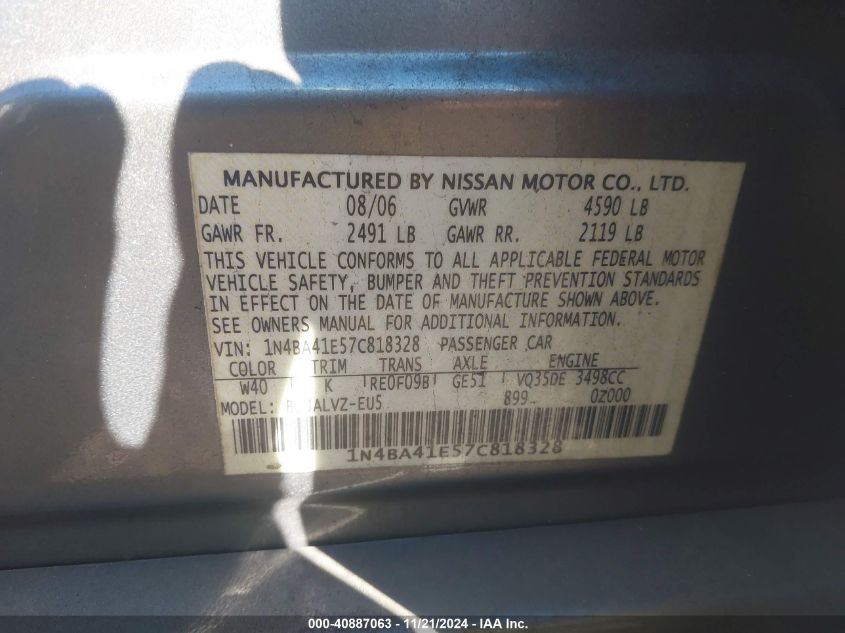 MANUFACTURED BY NISSAN MOTOR CO., LTD.
DATE 08/06 GVWR 4590 LB
GAWR FR. 2491 LB GAWR RR. 2119 LB
THIS VEHICLE CONFORMS TO ALL APPLICABLE FEDERAL MOTOR
VEHICLE SAFETY, BUMPER AND THEFT PREVENTION STANDARDS
IN EFFECT ON THE DATE OF MANUFACTURE SHOWN ABOVE.
SEE OWNERS MANUAL FOR ADDITIONAL INFORMATION.
VIN: 1N4BA41E57C818328 PASSENGER CAR
COLOR TRIM TRANS AXLE ENGINE
W40 K RE0F09B GE51 VQ35DE 3498CC
MODEL: 899 0Z000
1N4BA41E57C818328
000-40887063 - 11/21/2024 - IAA Inc.